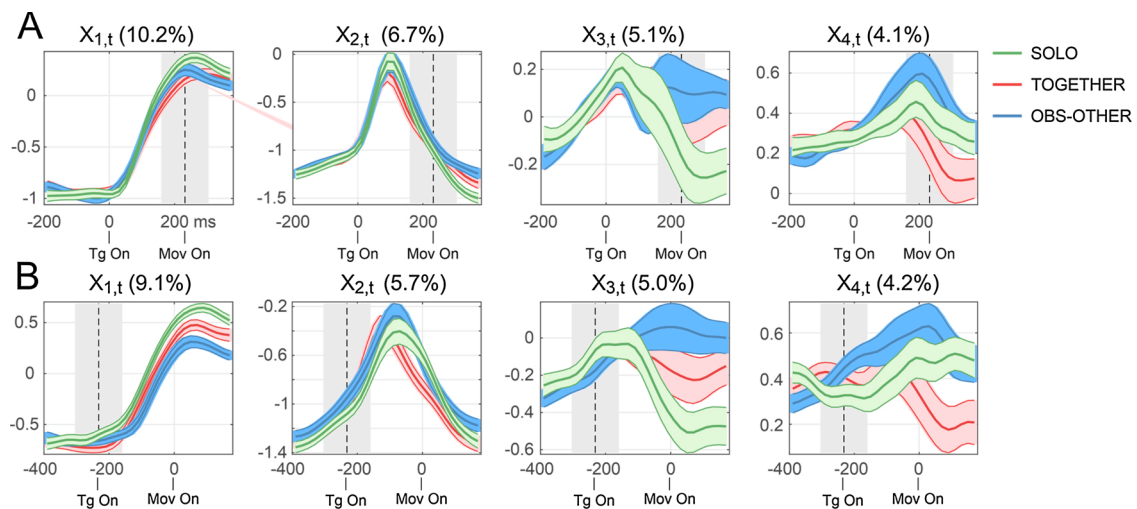 A
X1,t (10.2%) X2,t (6.7%) X3,t (5.1%) X4,t (4.1%)
SOLO
TOGETHER
OBS-OTHER
0 -0.5 -1
0 -0.5 -1 -1.5
0.2 0 -0.2
0.6 0.4 0.2 0
-200 0 200 ms -200 0 200 -200 0 200 -200 0 200
Tg On Mov On Tg On Mov On Tg On Mov On Tg On Mov On
B
X1,t (9.1%) X2,t (5.7%) X3,t (5.0%) X4,t (4.2%)
0.5 0 -0.5
-0.2 -0.6 -1 -1.4
0 -0.2 -0.4 -0.6
0.6 0.4 0.2
-400 -200 0 -400 -200 0 -400 -200 0 -400 -200 0
Tg On Mov On Tg On Mov On Tg On Mov On Tg On Mov On